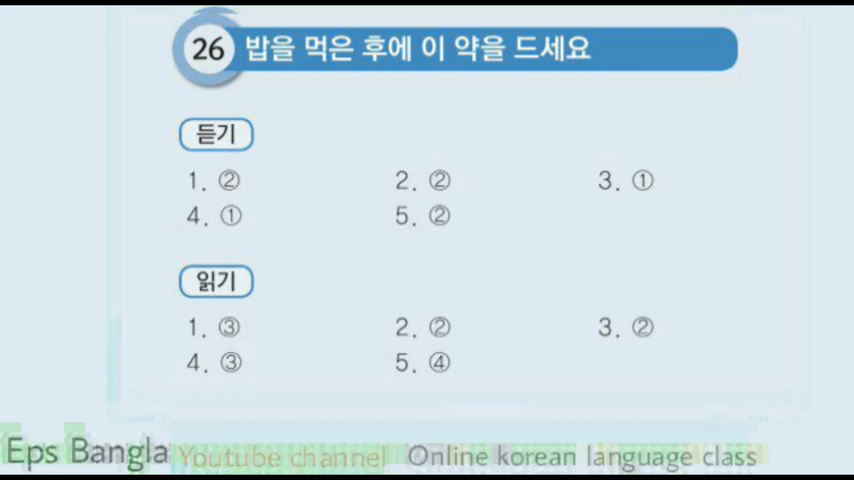 26 밥을 먹은 후에 이 약을 드세요
듣기
1. ② 2. ② 3. ①
4. ① 5. ②
읽기
1. ③ 2. ② 3. ②
4. ③ 5. ④
Eps Bangla Youtube channel Online korean language class